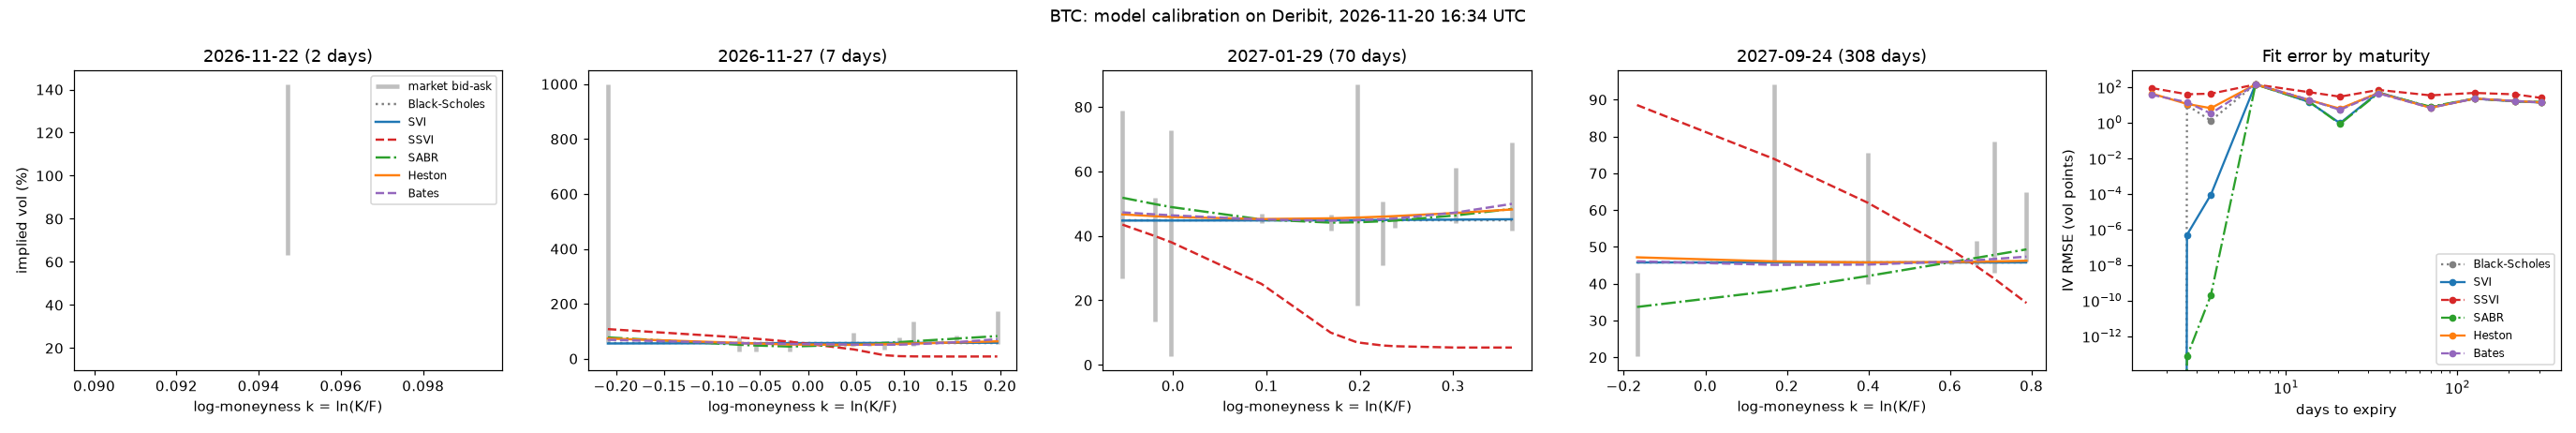 BTC: model calibration on Deribit, 2026-11-20 16:34 UTC
2026-11-22 (2 days)
implied vol (%)
140
120
100
80
60
40
20
0.090
0.092
0.094
0.096
0.098
log-moneyness k = ln(K/F)
market bid-ask
Black-Scholes
SVI
SSVI
SABR
Heston
Bates
2026-11-27 (7 days)
1000
800
600
400
200
0
−0.20
−0.15
−0.10
−0.05
0.00
0.05
0.10
0.15
0.20
log-moneyness k = ln(K/F)
2027-01-29 (70 days)
80
60
40
20
0
0.0
0.1
0.2
0.3
log-moneyness k = ln(K/F)
2027-09-24 (308 days)
90
80
70
60
50
40
30
20
−0.2
0.0
0.2
0.4
0.6
0.8
log-moneyness k = ln(K/F)
Fit error by maturity
IV RMSE (vol points)
10²
10⁰
10⁻²
10⁻⁴
10⁻⁶
10⁻⁸
10⁻¹⁰
10⁻¹²
10¹
10²
days to expiry
Black-Scholes
SVI
SSVI
SABR
Heston
Bates